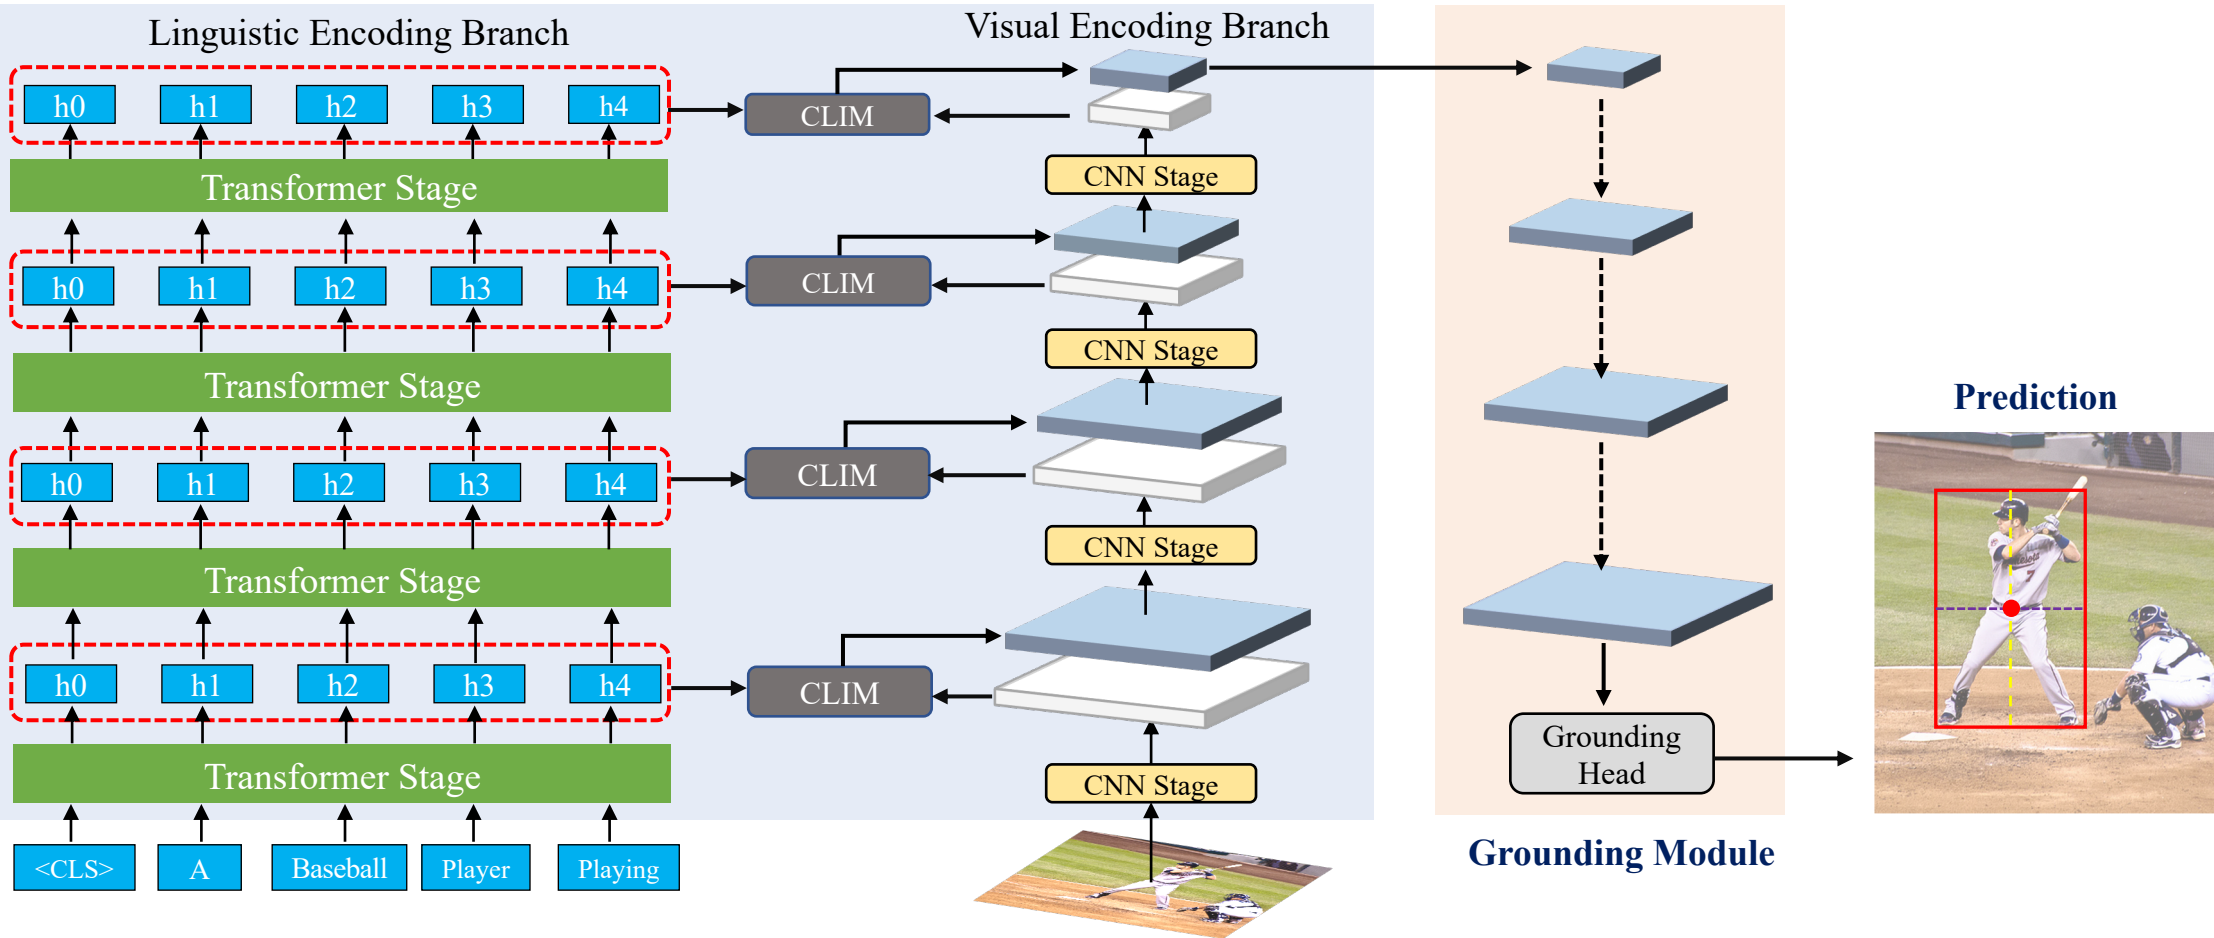 Linguistic Encoding Branch
Visual Encoding Branch
h0 h1 h2 h3 h4
CLIM
Transformer Stage
CNN Stage
h0 h1 h2 h3 h4
CLIM
CNN Stage
Transformer Stage
h0 h1 h2 h3 h4
CLIM
CNN Stage
Transformer Stage
h0 h1 h2 h3 h4
CLIM
Transformer Stage
CNN Stage
<CLS> A Baseball Player Playing
Grounding
Head
Grounding Module
Prediction
7